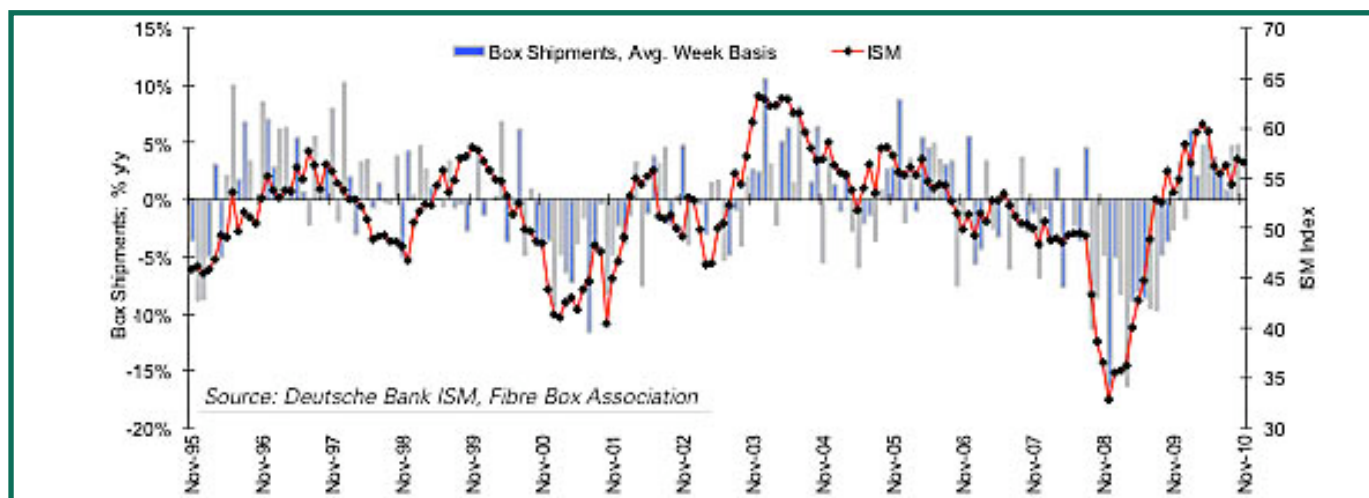 Box Shipments, Avg. Week Basis
ISM
Box Shipments; % y/y
15%
10%
5%
0%
-5%
-10%
-15%
-20%
70
65
60
55
50
45
40
35
30
ISM Index
Source: Deutsche Bank ISM, Fibre Box Association
Nov-95
Nov-96
Nov-97
Nov-98
Nov-99
Nov-00
Nov-01
Nov-02
Nov-03
Nov-04
Nov-05
Nov-06
Nov-07
Nov-08
Nov-09
Nov-10